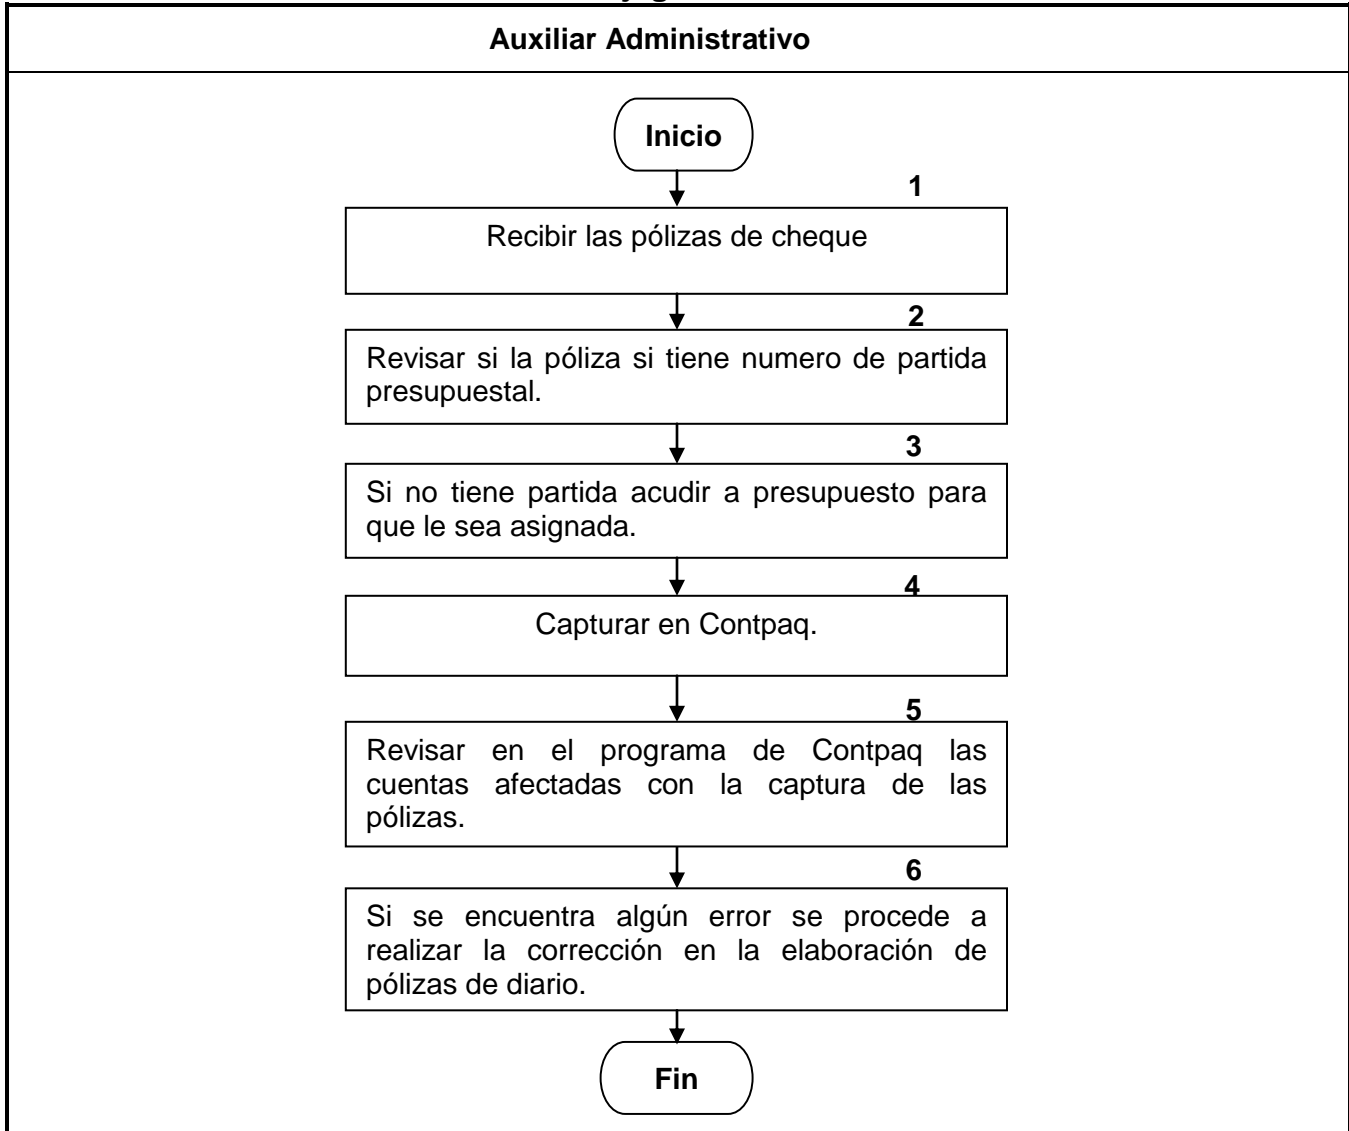 Auxiliar Administrativo
Inicio
1
Recibir las pólizas de cheque
2
Revisar si la póliza si tiene numero de partida
presupuestal.
3
Si no tiene partida acudir a presupuesto para
que le sea asignada.
4
Capturar en Contpaq.
5
Revisar en el programa de Contpaq las
cuentas afectadas con la captura de las
pólizas.
6
Si se encuentra algún error se procede a
realizar la corrección en la elaboración de
pólizas de diario.
Fin